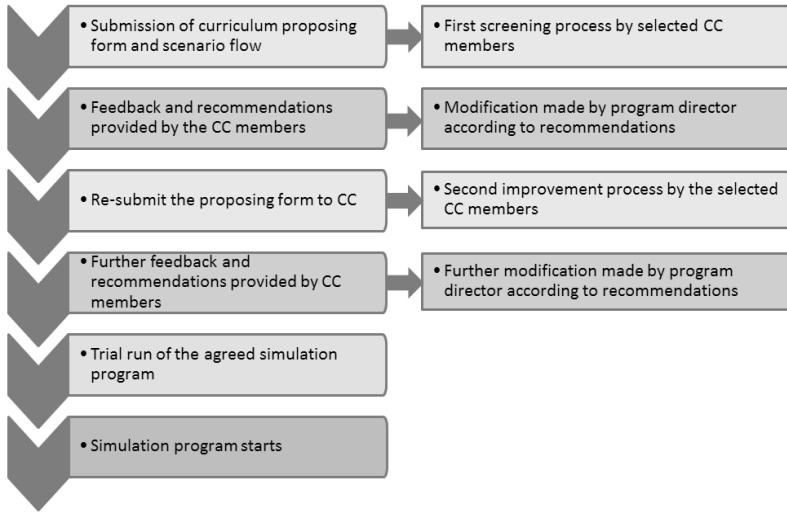 • Submission of curriculum proposing
form and scenario flow
• First screening process by selected CC
members
• Feedback and recommendations
provided by the CC members
• Modification made by program director
according to recommendations
• Re-submit the proposing form to CC
• Second improvement process by the selected
CC members
• Further feedback and
recommendations provided by CC
members
• Further modification made by program
director according to recommendations
• Trial run of the agreed simulation
program
• Simulation program starts